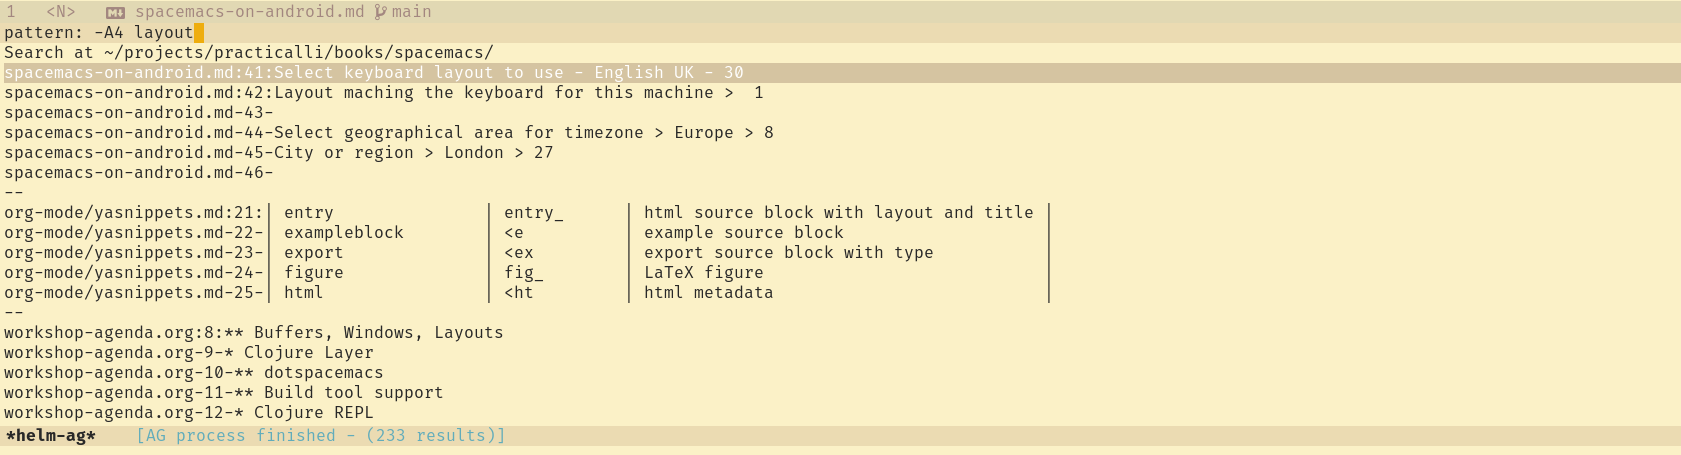 1 <N> spacemacs-on-android.md main
pattern: -A4 layout
Search at ~/projects/practicalli/books/spacemacs/
spacemacs-on-android.md:41:Select keyboard layout to use - English UK - 30
spacemacs-on-android.md:42:Layout maching the keyboard for this machine >  1
spacemacs-on-android.md-43-
spacemacs-on-android.md-44-Select geographical area for timezone > Europe > 8
spacemacs-on-android.md-45-City or region > London > 27
spacemacs-on-android.md-46-
--
org-mode/yasnippets.md:21:| entry | entry_ | html source block with layout and title |
org-mode/yasnippets.md-22-| exampleblock | <e | example source block |
org-mode/yasnippets.md-23-| export | <ex | export source block with type |
org-mode/yasnippets.md-24-| figure | fig_ | LaTeX figure |
org-mode/yasnippets.md-25-| html | <ht | html metadata |
--
workshop-agenda.org:8:** Buffers, Windows, Layouts
workshop-agenda.org-9-* Clojure Layer
workshop-agenda.org-10-** dotspacemacs
workshop-agenda.org-11-** Build tool support
workshop-agenda.org-12-* Clojure REPL
*helm-ag* [AG process finished - (233 results)]